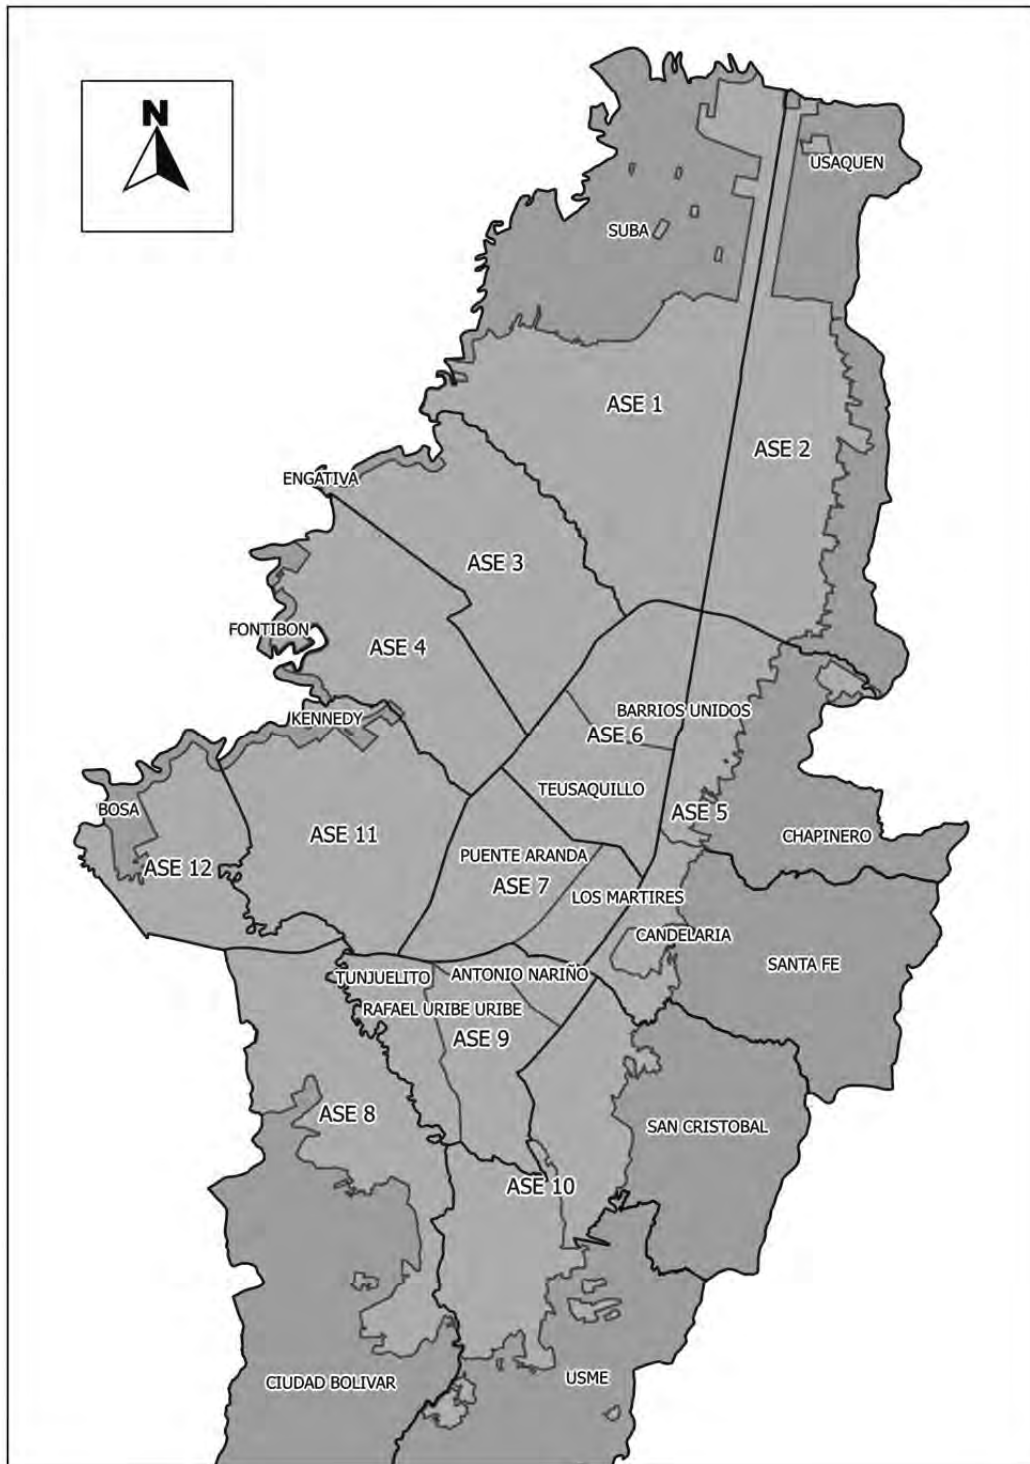 N
USAQUEN
SUBA
ASE 1
ASE 2
ENGATIVA
ASE 3
FONTIBON
ASE 4
BARRIOS UNIDOS
KENNEDY
ASE 6
TEUSAQUILLO
BOSA
ASE 5
ASE 11
CHAPINERO
PUENTE ARANDA
ASE 12
ASE 7
LOS MARTIRES
CANDELARIA
SANTA FE
TUNJUELITO
ANTONIO NARIÑO
RAFAEL URIBE URIBE
ASE 9
ASE 8
SAN CRISTOBAL
ASE 10
CIUDAD BOLIVAR
USME